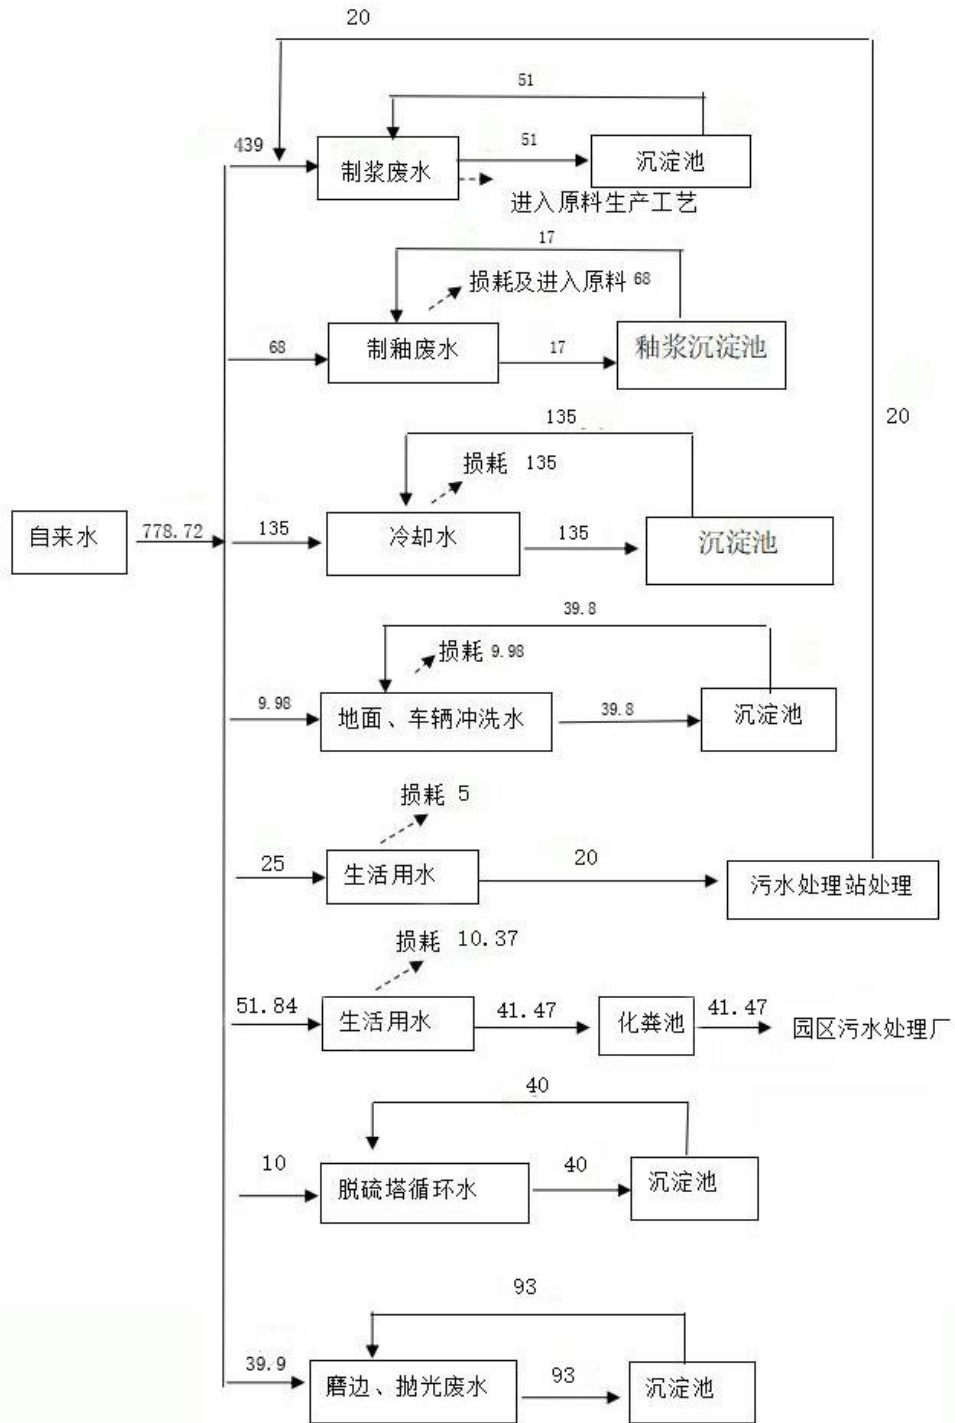 20
51
439
制浆废水
51
沉淀池
进入原料生产工艺
17
损耗及进入原料 68
68
制釉废水
17
釉浆沉淀池
20
135
损耗 135
自来水
778.72
135
冷却水
135
沉淀池
39.8
损耗 9.98
9.98
地面、车辆冲洗水
39.8
沉淀池
损耗 5
25
生活用水
20
污水处理站处理
损耗 10.37
51.84
生活用水
41.47
化粪池
41.47
园区污水处理厂
40
10
脱硫塔循环水
40
沉淀池
93
39.9
磨边、抛光废水
93
沉淀池